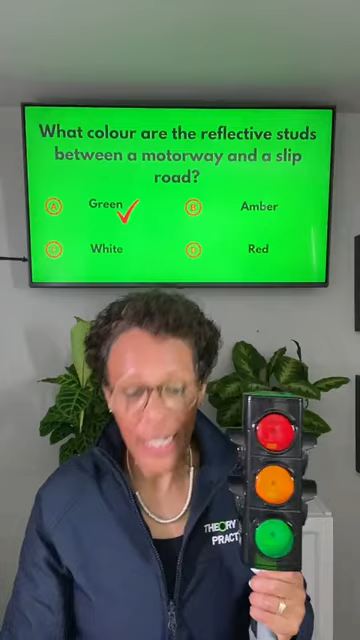 What colour are the reflective studs
between a motorway and a slip
road?
A Green B Amber
White Red
THEORY
PRACT